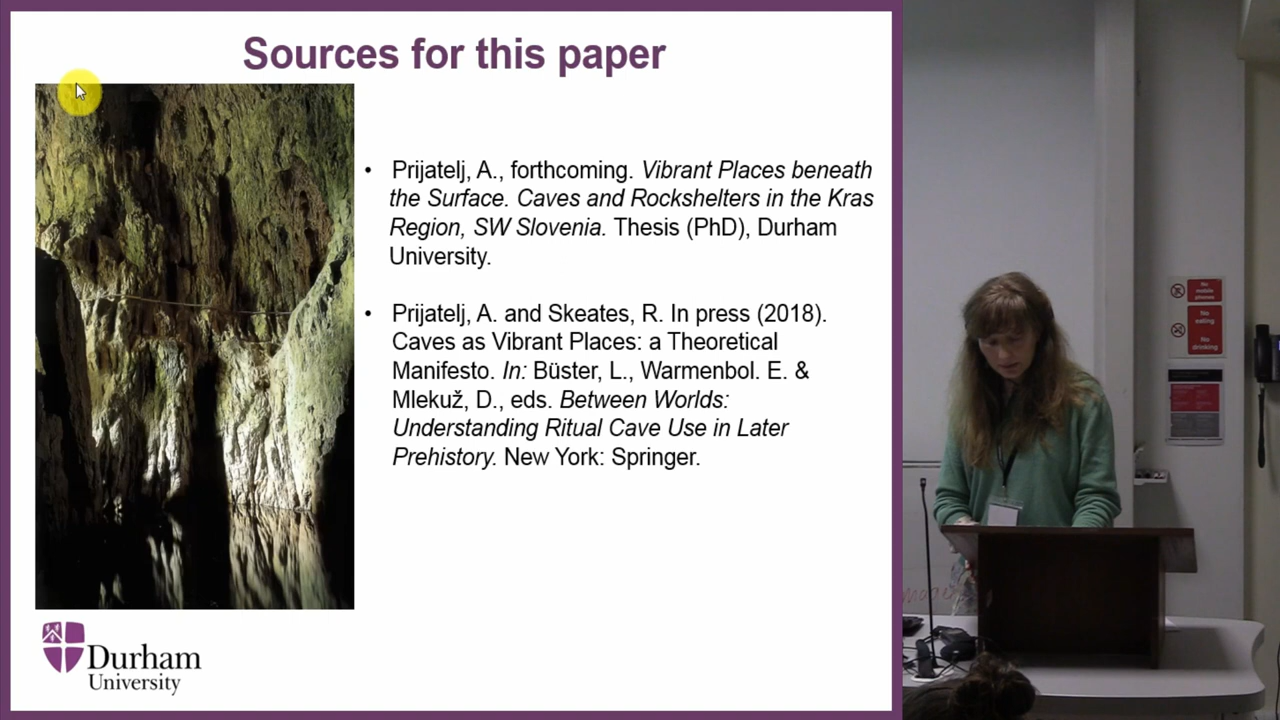 Sources for this paper
• Prijatelj, A., forthcoming. Vibrant Places beneath
the Surface. Caves and Rockshelters in the Kras
Region, SW Slovenia. Thesis (PhD), Durham
University.
• Prijatelj, A. and Skeates, R. In press (2018).
Caves as Vibrant Places: a Theoretical
Manifesto. In: Büster, L., Warmenbol. E. &
Mlekuž, D., eds. Between Worlds:
Understanding Ritual Cave Use in Later
Prehistory. New York: Springer.
Durham
University
No
mobile
phones
No
eating
No
drinking